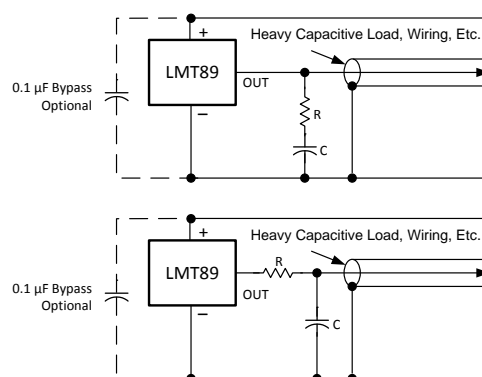 Heavy Capacitive Load, Wiring, Etc.
+
LMT89
OUT
0.1 µF Bypass
Optional
R
−
C
Heavy Capacitive Load, Wiring, Etc.
+
R
LMT89
OUT
0.1 µF Bypass
Optional
−
C